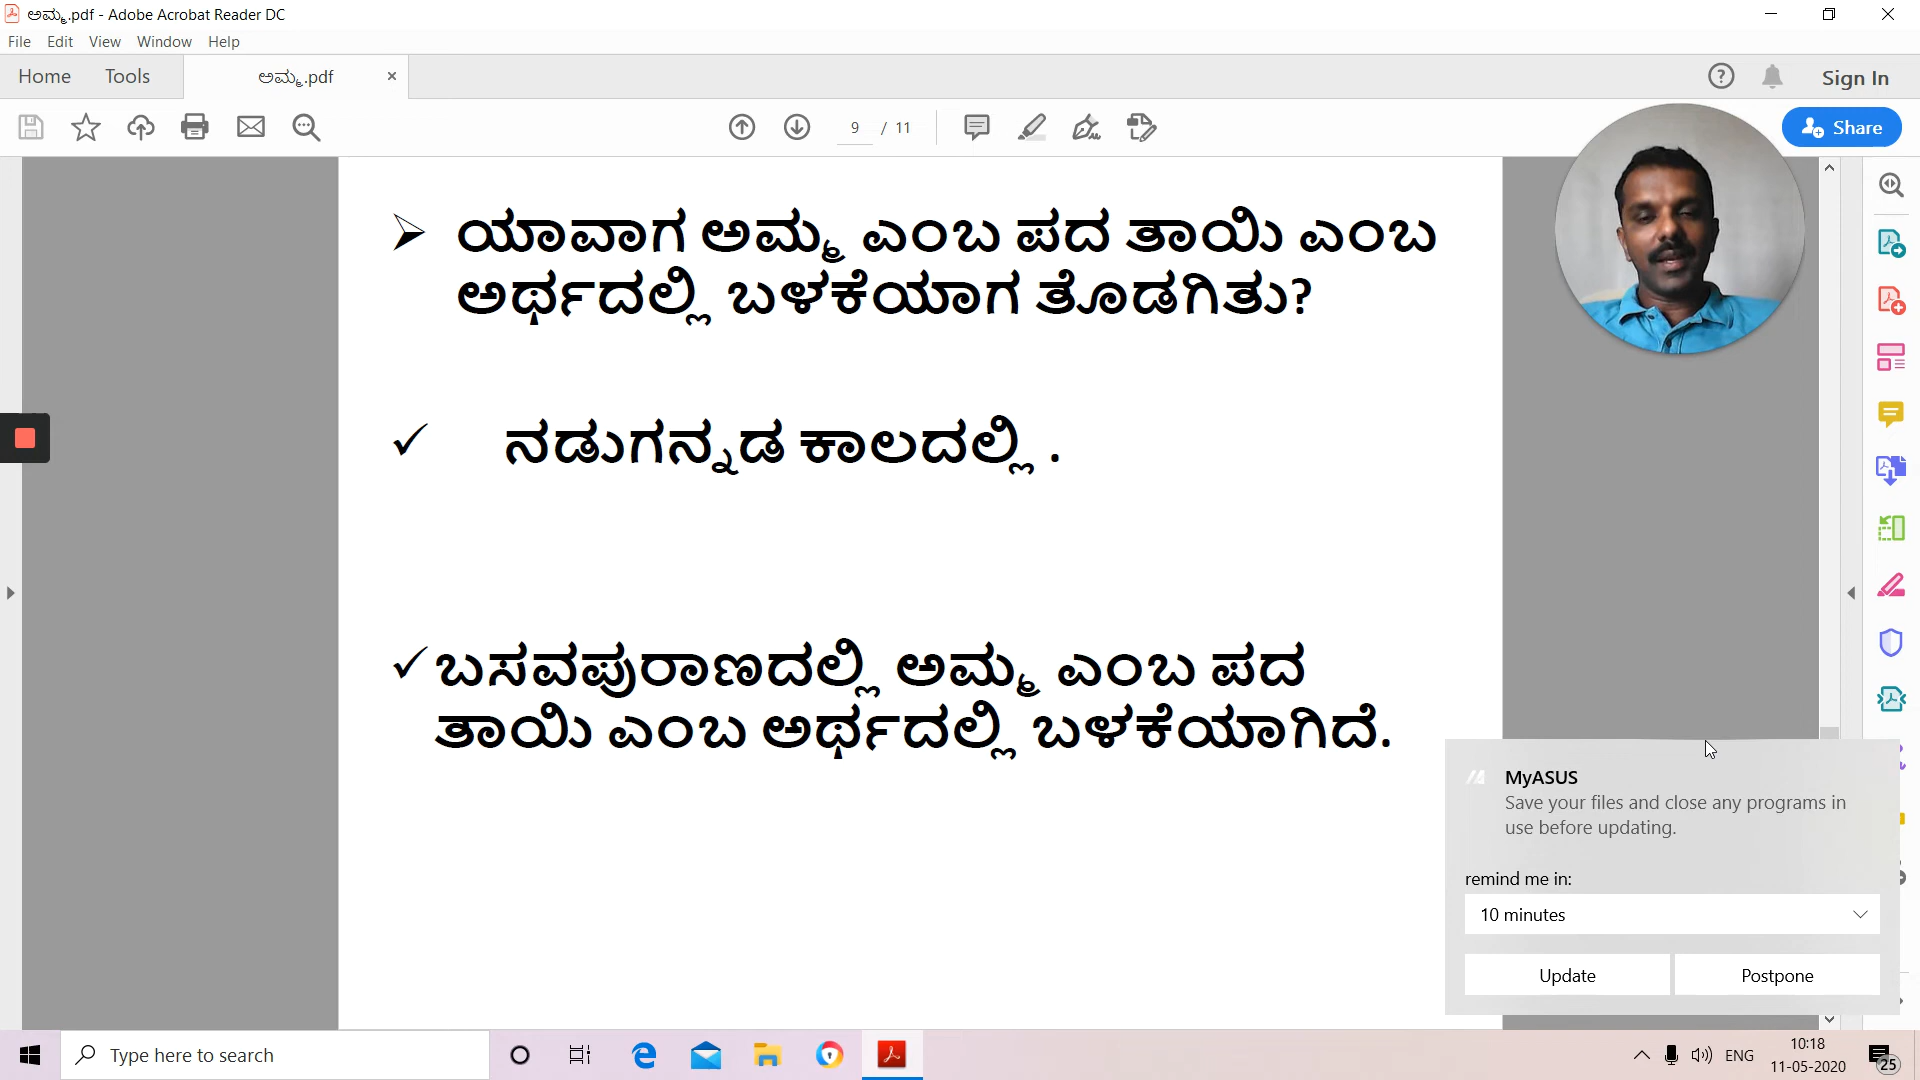 ಅಮ್ಮ.pdf - Adobe Acrobat Reader DC
File Edit View Window Help
Home Tools ಅಮ್ಮ.pdf × Sign In
9 / 11 Share
ಯಾವಾಗ ಅಮ್ಮ ಎಂಬ ಪದ ತಾಯಿ ಎಂಬ
ಅರ್ಥದಲ್ಲಿ ಬಳಕೆಯಾಗ ತೊಡಗಿತು?
ನಡುಗನ್ನಡ ಕಾಲದಲ್ಲಿ .
ಬಸವಪುರಾಣದಲ್ಲಿ ಅಮ್ಮ ಎಂಬ ಪದ
ತಾಯಿ ಎಂಬ ಅರ್ಥದಲ್ಲಿ ಬಳಕೆಯಾಗಿದೆ.
MyASUS
Save your files and close any programs in
use before updating.
remind me in:
10 minutes
Update Postpone
Type here to search
ENG
10:18
11-05-2020
25